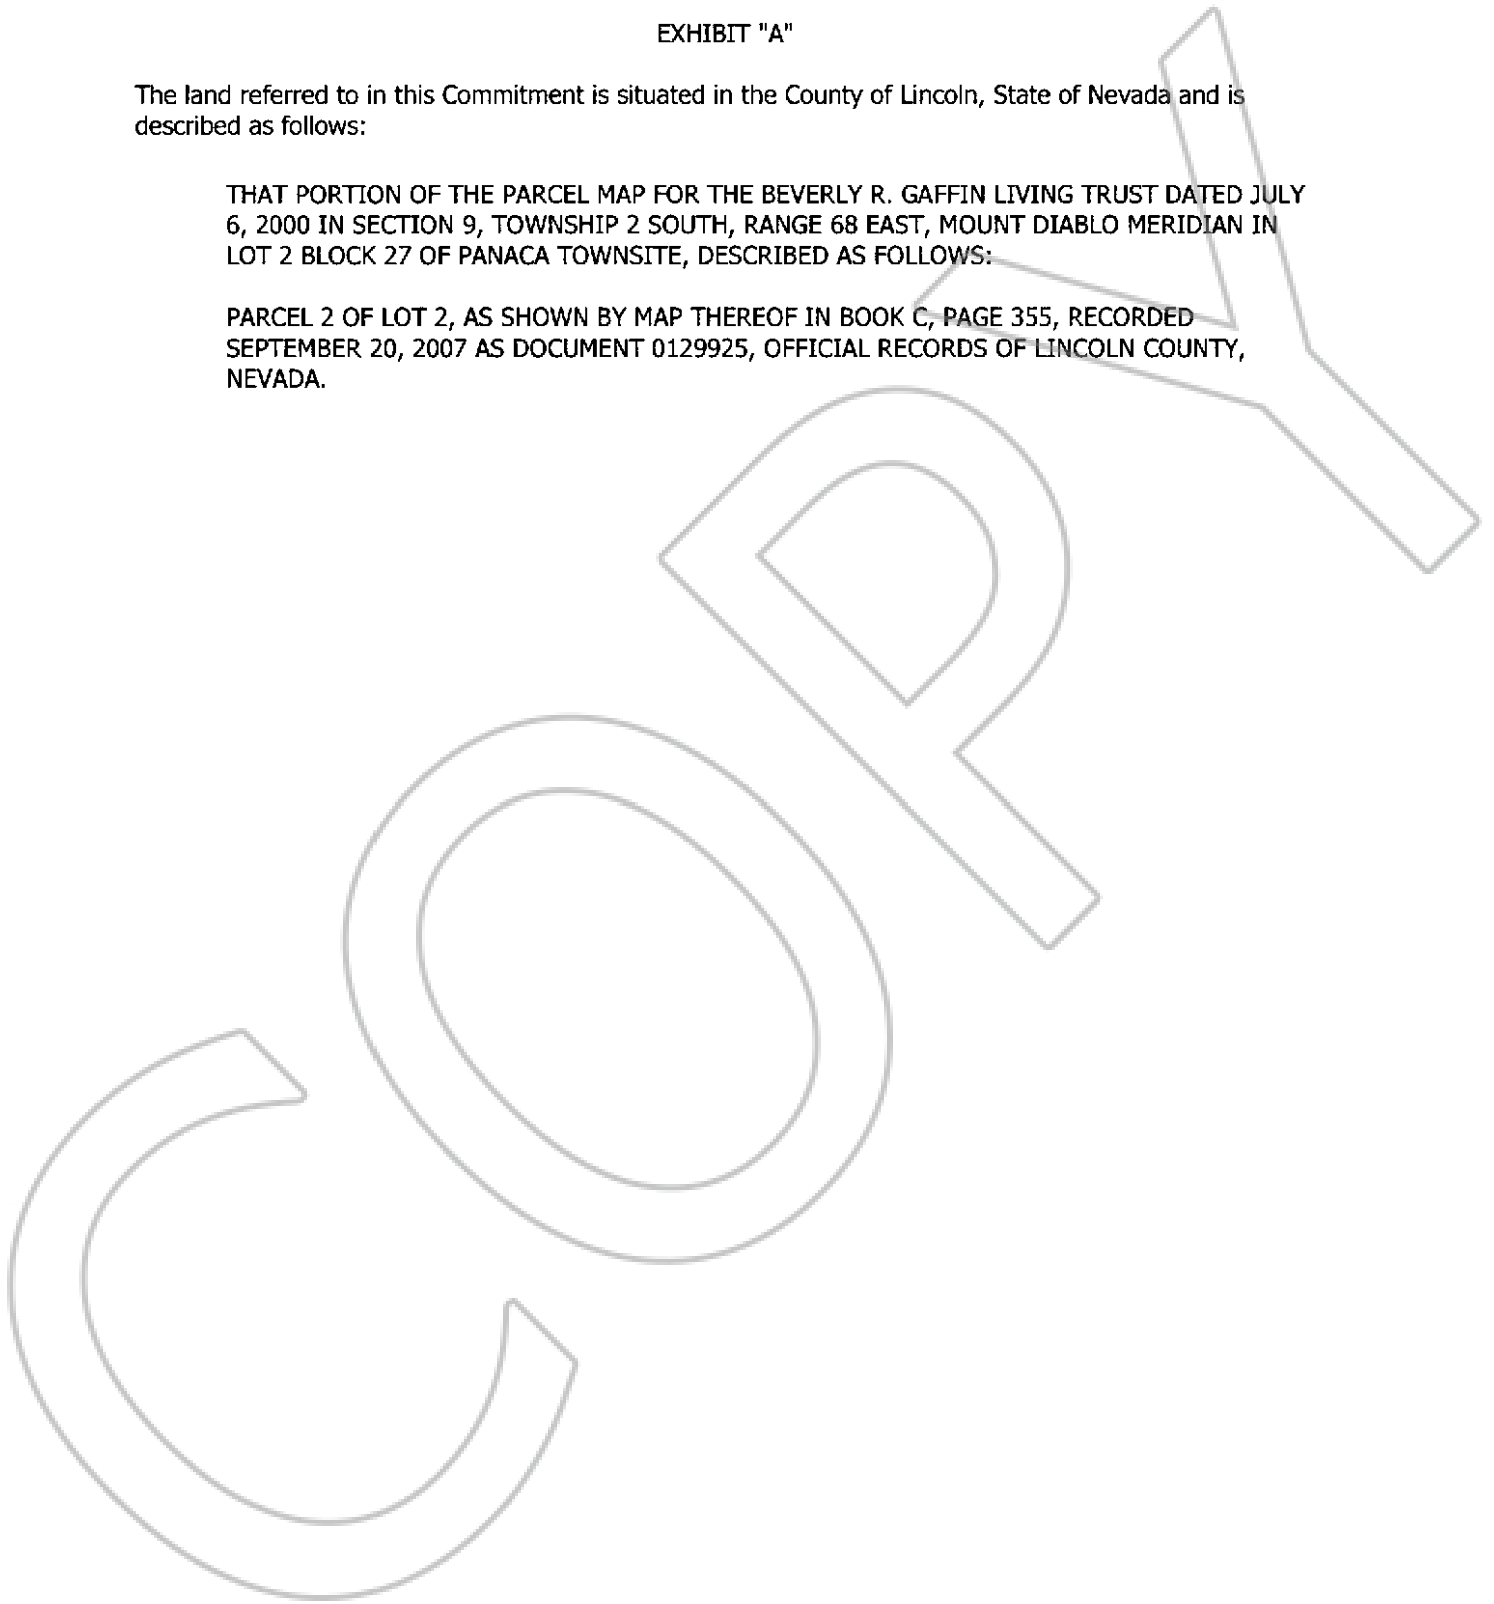 EXHIBIT "A"
The land referred to in this Commitment is situated in the County of Lincoln, State of Nevada and is
described as follows:
THAT PORTION OF THE PARCEL MAP FOR THE BEVERLY R. GAFFIN LIVING TRUST DATED JULY
6, 2000 IN SECTION 9, TOWNSHIP 2 SOUTH, RANGE 68 EAST, MOUNT DIABLO MERIDIAN IN
LOT 2 BLOCK 27 OF PANACA TOWNSITE, DESCRIBED AS FOLLOWS:
PARCEL 2 OF LOT 2, AS SHOWN BY MAP THEREOF IN BOOK C, PAGE 355, RECORDED
SEPTEMBER 20, 2007 AS DOCUMENT 0129925, OFFICIAL RECORDS OF LINCOLN COUNTY,
NEVADA.
COPY